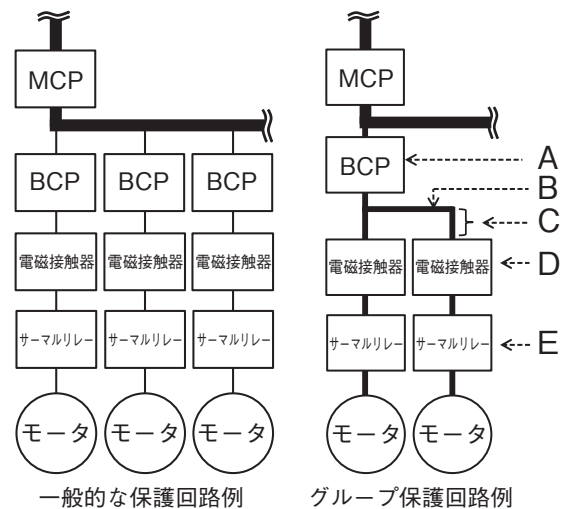 MCP
BCP BCP BCP
電磁接触器 電磁接触器 電磁接触器
サーマルリレー サーマルリレー サーマルリレー
モータ モータ モータ
一般的な保護回路例
MCP
BCP
A
B
C
電磁接触器 電磁接触器 D
サーマルリレー サーマルリレー E
モータ モータ
グループ保護回路例